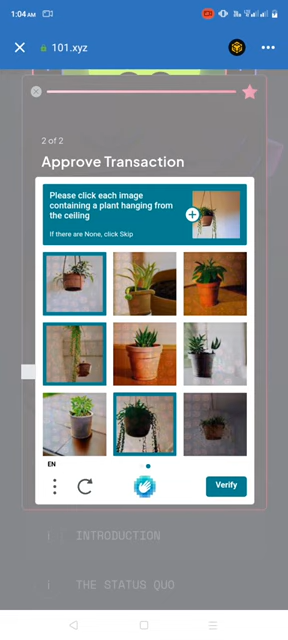 1:04 AM
101.xyz
2 of 2
Approve Transaction
Please click each image
containing a plant hanging from
the ceiling
If there are None, click Skip
EN
Verify
INTRODUCTION
THE STATUS QUO